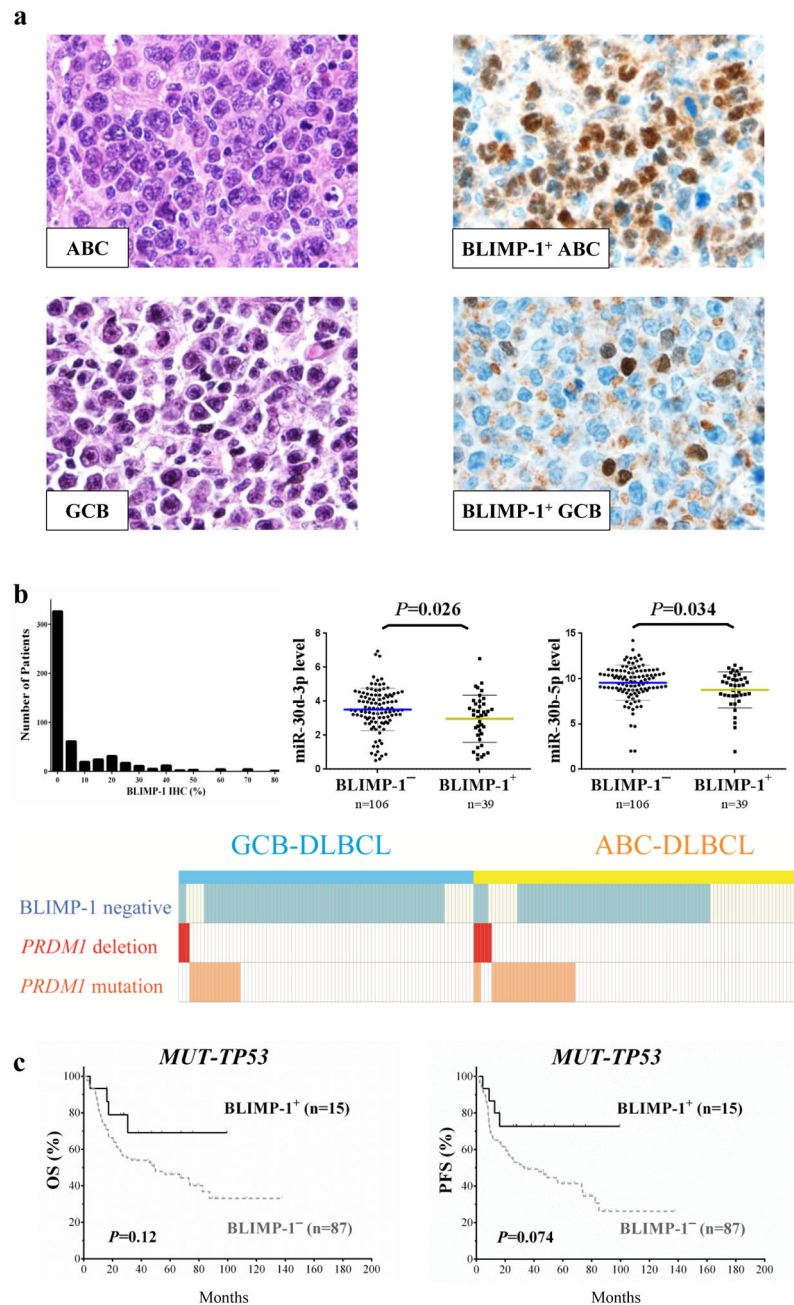 a
ABC
BLIMP-1⁺ ABC
GCB
BLIMP-1⁺ GCB
b
Number of Patients
300
100
0
0 10 20 30 40 50 60 70 80
BLIMP-1 IHC (%)
P=0.026
miR-30d-3p level
8
6
4
2
0
BLIMP-1⁻ BLIMP-1⁺
n=106 n=39
P=0.034
miR-30b-5p level
15
10
5
0
BLIMP-1⁻ BLIMP-1⁺
n=106 n=39
GCB-DLBCL ABC-DLBCL
BLIMP-1 negative
PRDM1 deletion
PRDM1 mutation
c
MUT-TP53
OS (%)
100
80
60
40
20
0
BLIMP-1⁺ (n=15)
BLIMP-1⁻ (n=87)
P=0.12
0 20 40 60 80 100 120 140 160 180 200
Months
MUT-TP53
PFS (%)
100
80
60
40
20
0
BLIMP-1⁺ (n=15)
BLIMP-1⁻ (n=87)
P=0.074
0 20 40 60 80 100 120 140 160 180 200
Months